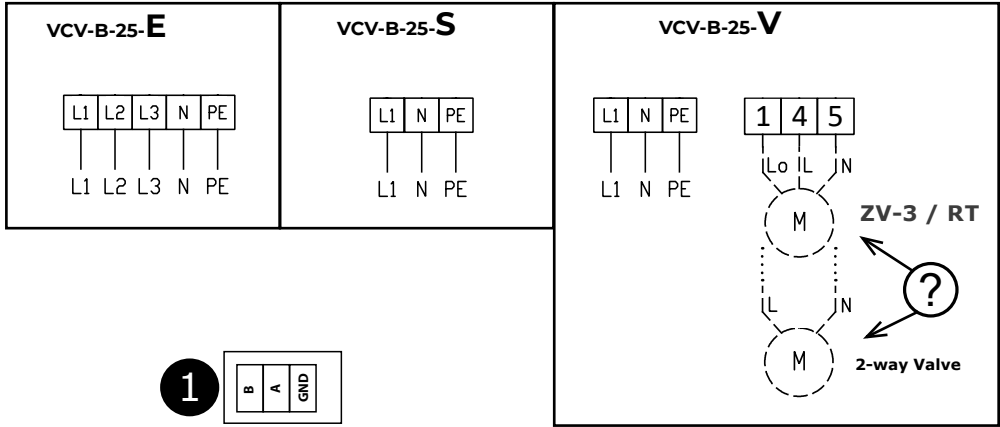 VCV-B-25-E
L1 L2 L3 N PE
L1 L2 L3 N PE
VCV-B-25-S
L1 N PE
L1 N PE
VCV-B-25-V
L1 N PE
L1 N PE
1 4 5
Lo L N
M
ZV-3 / RT
?
L N
M
2-way Valve
1
B A GND